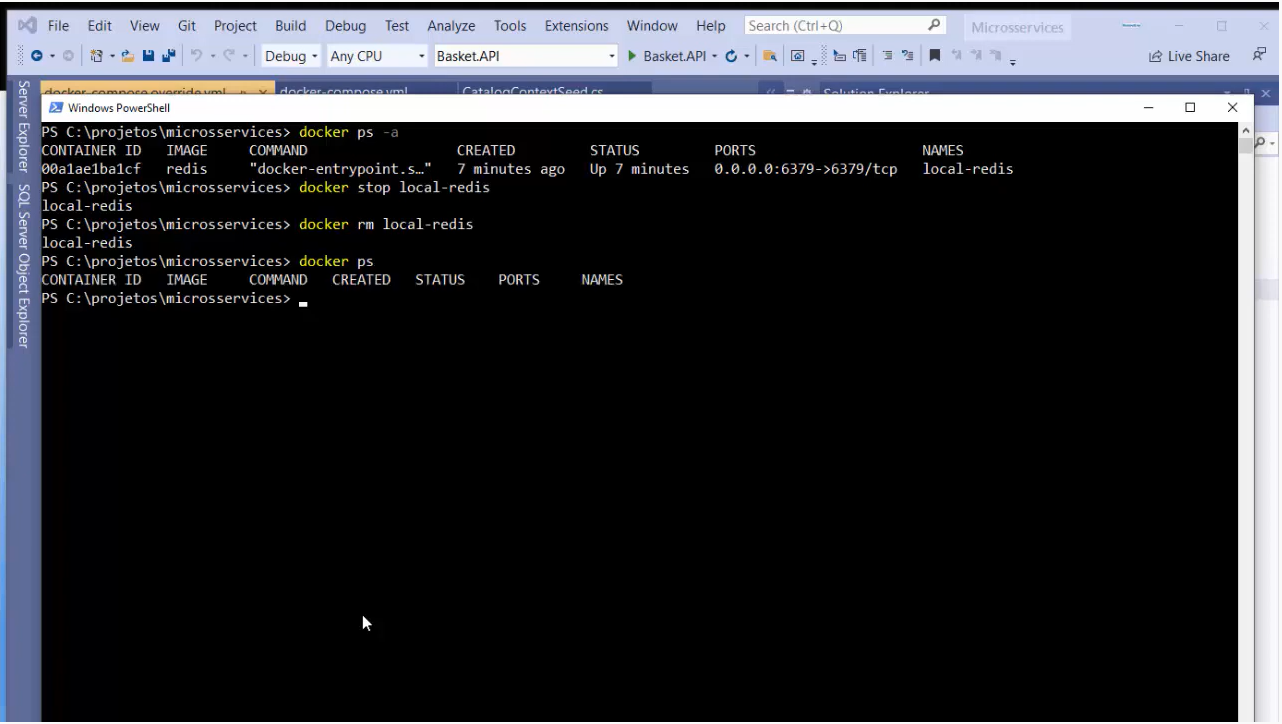 File Edit View Git Project Build Debug Test Analyze Tools Extensions Window Help Search (Ctrl+Q) Microsservices
Debug Any CPU Basket.API Basket.API Live Share
docker-compose.override.yml docker-compose.yml CatalogContextSeed.cs Solution Explorer
Server Explorer
SQL Server Object Explorer
Windows PowerShell
PS C:\projetos\microsservices> docker ps -a
CONTAINER ID IMAGE COMMAND CREATED STATUS PORTS NAMES
00a1ae1ba1cf redis "docker-entrypoint.s…" 7 minutes ago Up 7 minutes 0.0.0.0:6379->6379/tcp local-redis
PS C:\projetos\microsservices> docker stop local-redis
local-redis
PS C:\projetos\microsservices> docker rm local-redis
local-redis
PS C:\projetos\microsservices> docker ps
CONTAINER ID IMAGE COMMAND CREATED STATUS PORTS NAMES
PS C:\projetos\microsservices>